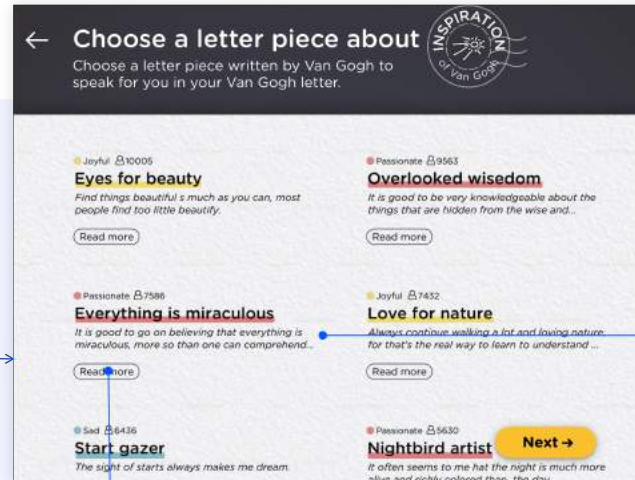 ← Choose a letter piece about
INSPIRATION
of Van Gogh
Choose a letter piece written by Van Gogh to
speak for you in your Van Gogh letter.
Joyful 10005
Eyes for beauty
Find things beautiful s much as you can, most
people find too little beautify.
Read more
Passionate 9563
Overlooked wisedom
It is good to be very knowledgeable about the
things that are hidden from the wise and...
Read more
Passionate 7586
Everything is miraculous
It is good to go on believing that everything is
miraculous, more so than one can comprehend...
Read more
Joyful 7432
Love for nature
Always continue walking a lot and loving nature,
for that's the real way to learn to understand ...
Read more
Sad 6436
Start gazer
The sight of starts always makes me dream.
Passionate 5630
Nightbird artist
It often seems to me hat the night is much more
alive and richly colored than the day
Next →